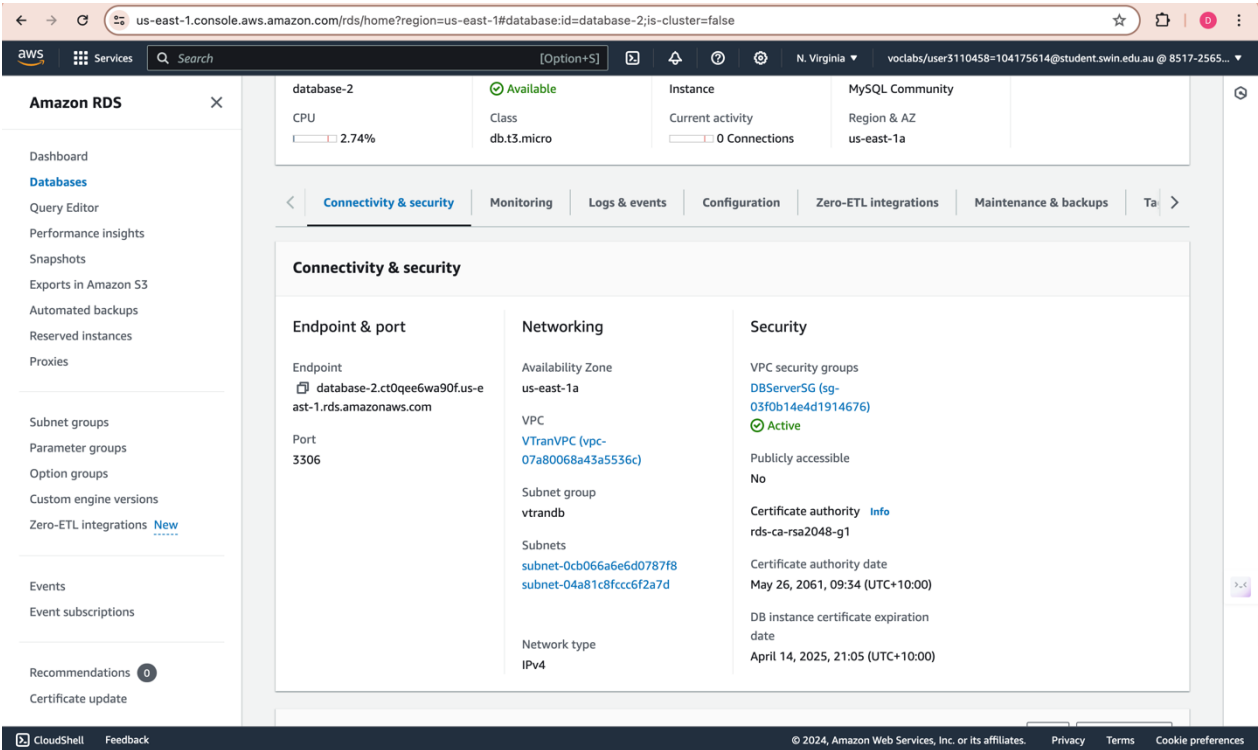 us-east-1.console.aws.amazon.com/rds/home?region=us-east-1#database:id=database-2;is-cluster=false
D
aws
Services
Search
[Option+S]
N. Virginia ▼
voclabs/user3110458=104175614@student.swin.edu.au @ 8517-2565... ▼
Amazon RDS
Dashboard
Databases
Query Editor
Performance insights
Snapshots
Exports in Amazon S3
Automated backups
Reserved instances
Proxies
Subnet groups
Parameter groups
Option groups
Custom engine versions
Zero-ETL integrations New
Events
Event subscriptions
Recommendations 0
Certificate update
database-2
Available
Instance
MySQL Community
CPU
Class
Current activity
Region & AZ
2.74%
db.t3.micro
0 Connections
us-east-1a
Connectivity & security
Monitoring
Logs & events
Configuration
Zero-ETL integrations
Maintenance & backups
Ta
Connectivity & security
Endpoint & port
Endpoint
database-2.ct0qee6wa90f.us-e
ast-1.rds.amazonaws.com
Port
3306
Networking
Availability Zone
us-east-1a
VPC
VTranVPC (vpc-
07a80068a43a5536c)
Subnet group
vtrandb
Subnets
subnet-0cb066a6e6d0787f8
subnet-04a81c8fccc6f2a7d
Network type
IPv4
Security
VPC security groups
DBServerSG (sg-
03f0b14e4d1914676)
Active
Publicly accessible
No
Certificate authority Info
rds-ca-rsa2048-g1
Certificate authority date
May 26, 2061, 09:34 (UTC+10:00)
DB instance certificate expiration
date
April 14, 2025, 21:05 (UTC+10:00)
CloudShell
Feedback
© 2024, Amazon Web Services, Inc. or its affiliates.
Privacy
Terms
Cookie preferences